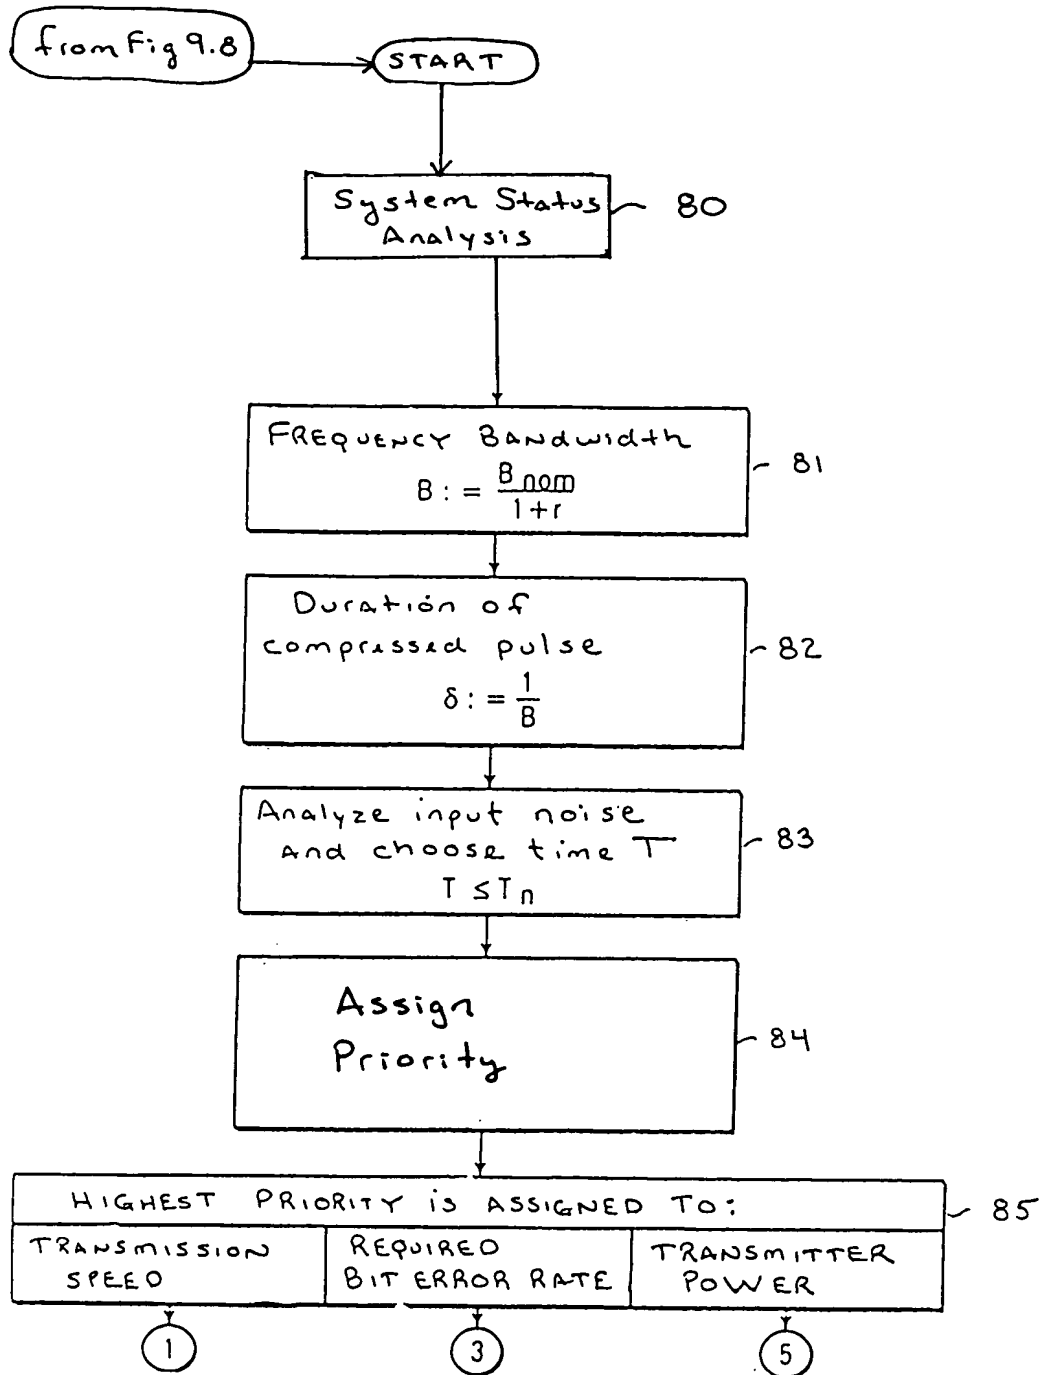 from Fig 9.8
START
System Status
Analysis
80
FREQUENCY BANDWIdth
B := B nom / 1+r
81
Duration of
compressed pulse
δ := 1 / B
82
Analyze input noise
And choose time T
T ≤ Tn
83
Assign
Priority
84
HIGHEST PRIORITY is ASSIGNED TO:
85
TRANSMISSION
SPEED
REQUIRED
BIT ERROR RATE
TRANSMITTER
POWER
1
3
5